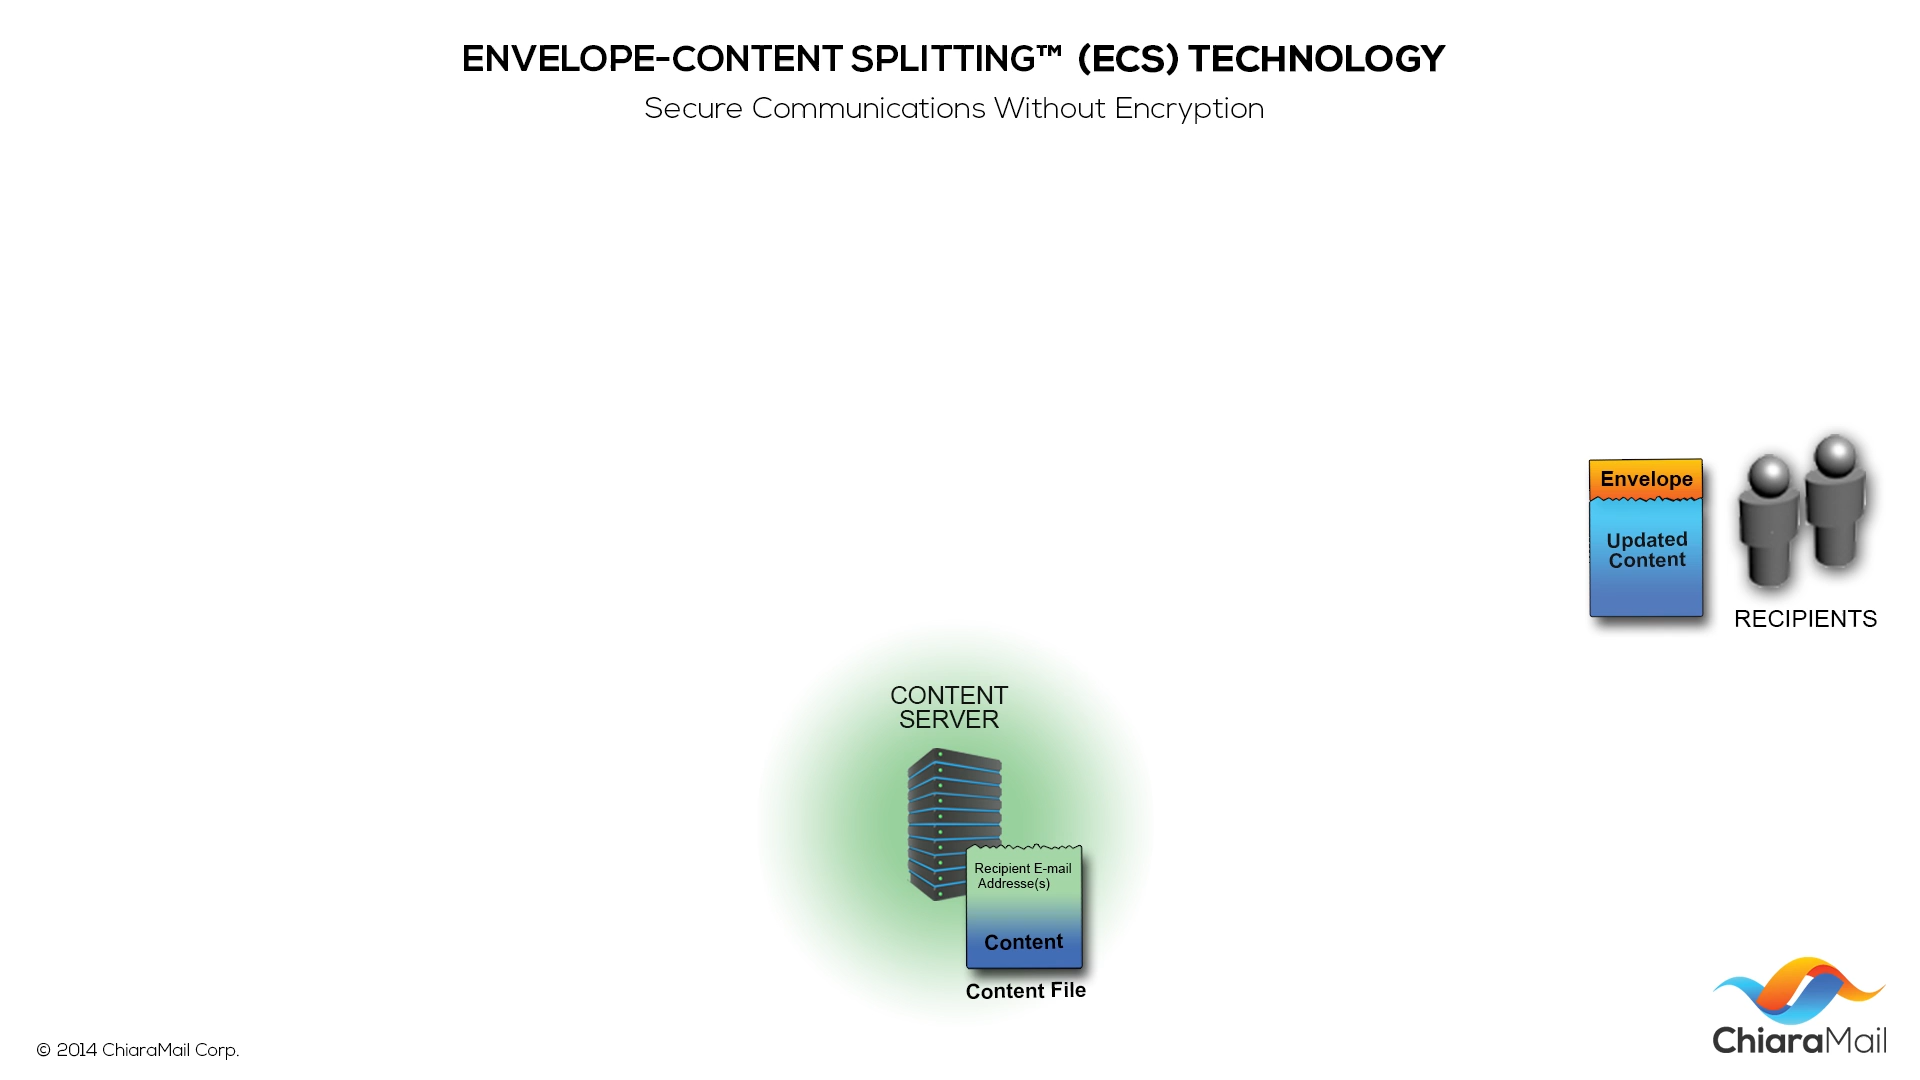 ENVELOPE-CONTENT SPLITTING™ (ECS) TECHNOLOGY
Secure Communications Without Encryption
Envelope
Updated
Content
RECIPIENTS
CONTENT
SERVER
Recipient E-mail
Addresse(s)
Content
Content File
ChiaraMail
© 2014 ChiaraMail Corp.